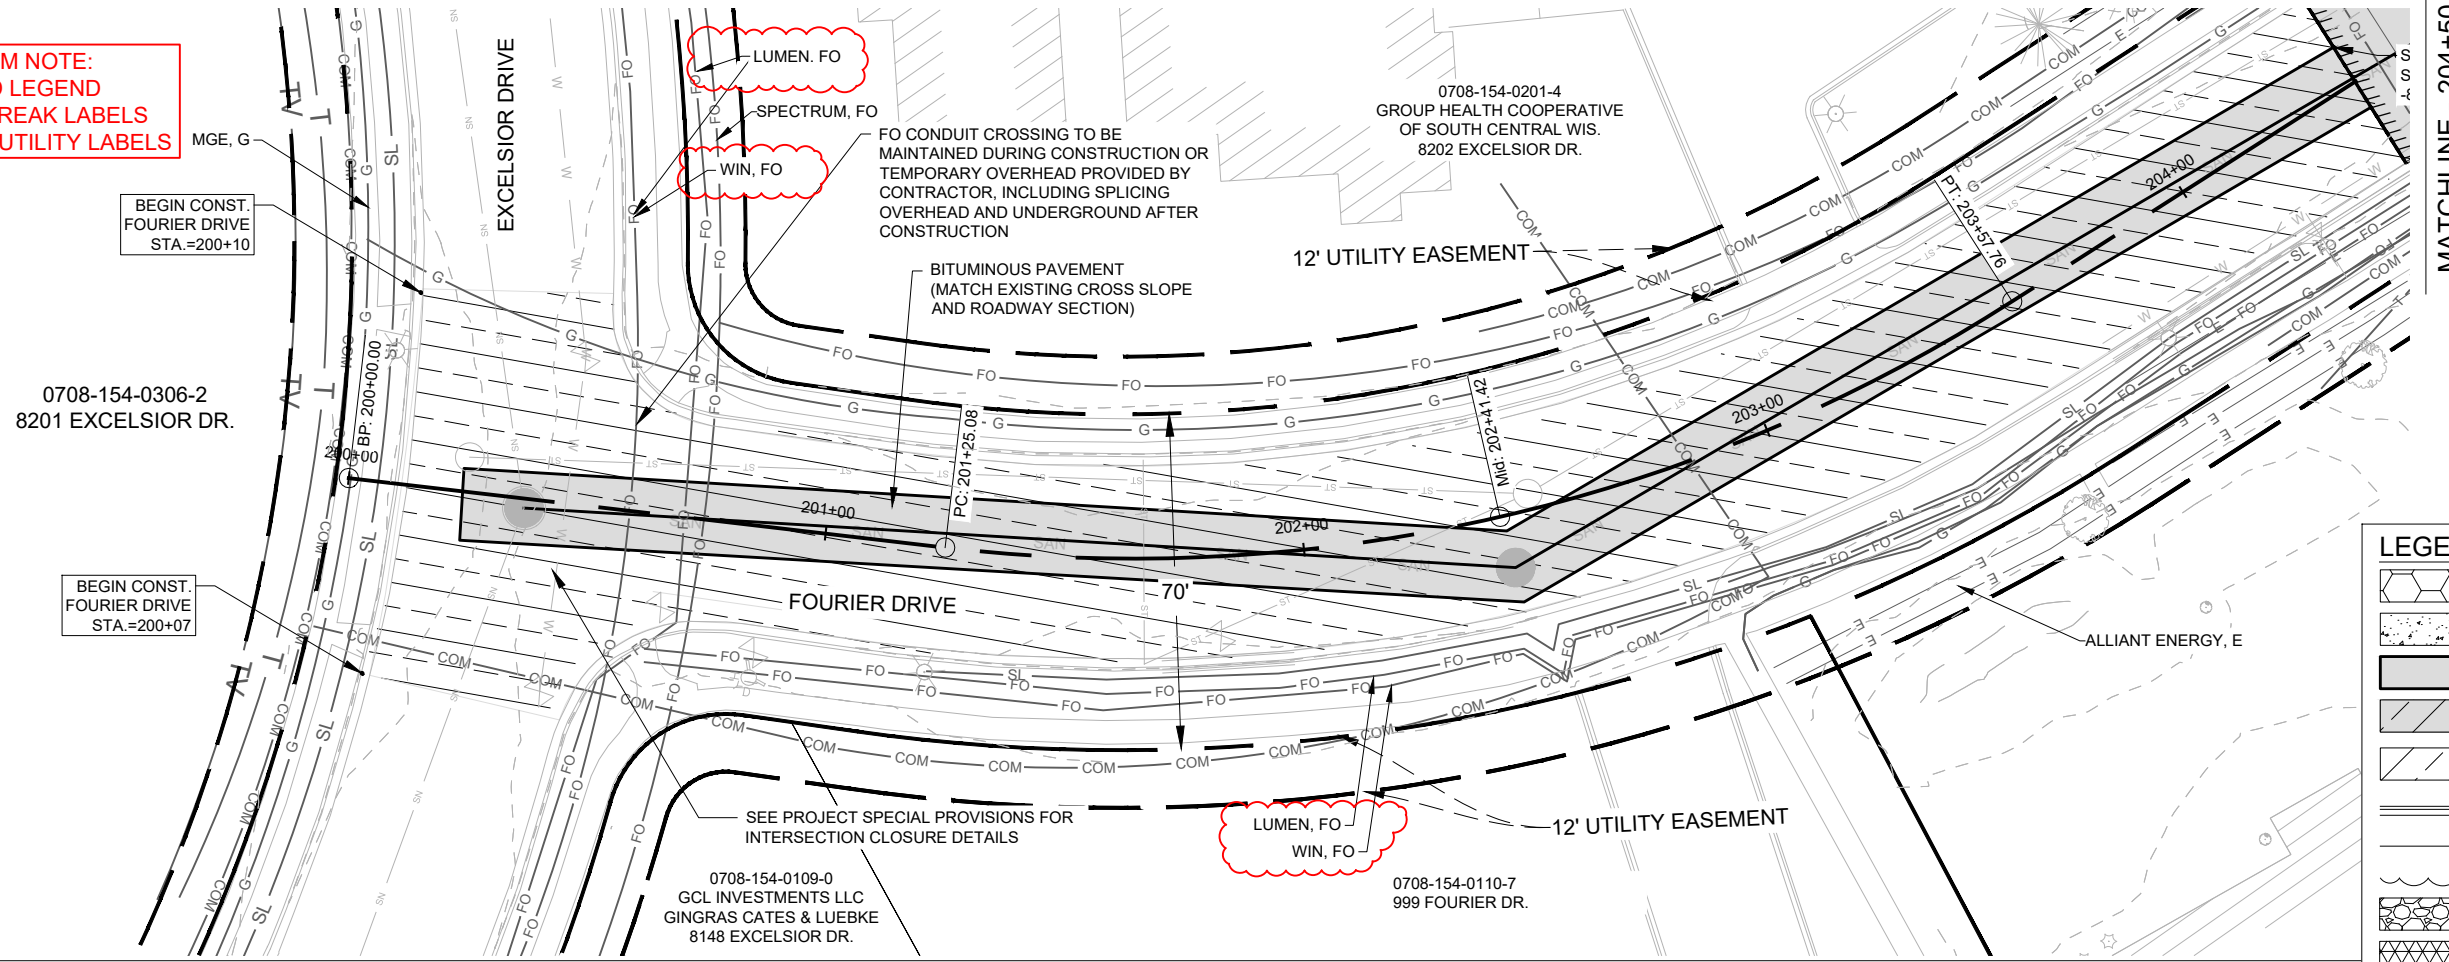 M NOTE:
LEGEND
REAK LABELS
UTILITY LABELS
MGE, G
BEGIN CONST.
FOURIER DRIVE
STA.=200+10
EXCELSIOR DRIVE
LUMEN. FO
SPECTRUM, FO
WIN, FO
FO CONDUIT CROSSING TO BE
MAINTAINED DURING CONSTRUCTION OR
TEMPORARY OVERHEAD PROVIDED BY
CONTRACTOR, INCLUDING SPLICING
OVERHEAD AND UNDERGROUND AFTER
CONSTRUCTION
BITUMINOUS PAVEMENT
(MATCH EXISTING CROSS SLOPE
AND ROADWAY SECTION)
0708-154-0201-4
GROUP HEALTH COOPERATIVE
OF SOUTH CENTRAL WIS.
8202 EXCELSIOR DR.
12' UTILITY EASEMENT
MATCHLINE 204+50
0708-154-0306-2
8201 EXCELSIOR DR.
BP: 200+00.00
200+00
201+00
PC: 201+25.08
202+00
Mid: 202+41.42
203+00
PT: 203+57.76
204+00
70'
FOURIER DRIVE
BEGIN CONST.
FOURIER DRIVE
STA.=200+07
SEE PROJECT SPECIAL PROVISIONS FOR
INTERSECTION CLOSURE DETAILS
0708-154-0109-0
GCL INVESTMENTS LLC
GINGRAS CATES & LUEBKE
8148 EXCELSIOR DR.
LUMEN, FO
WIN, FO
12' UTILITY EASEMENT
0708-154-0110-7
999 FOURIER DR.
ALLIANT ENERGY, E
LEGE